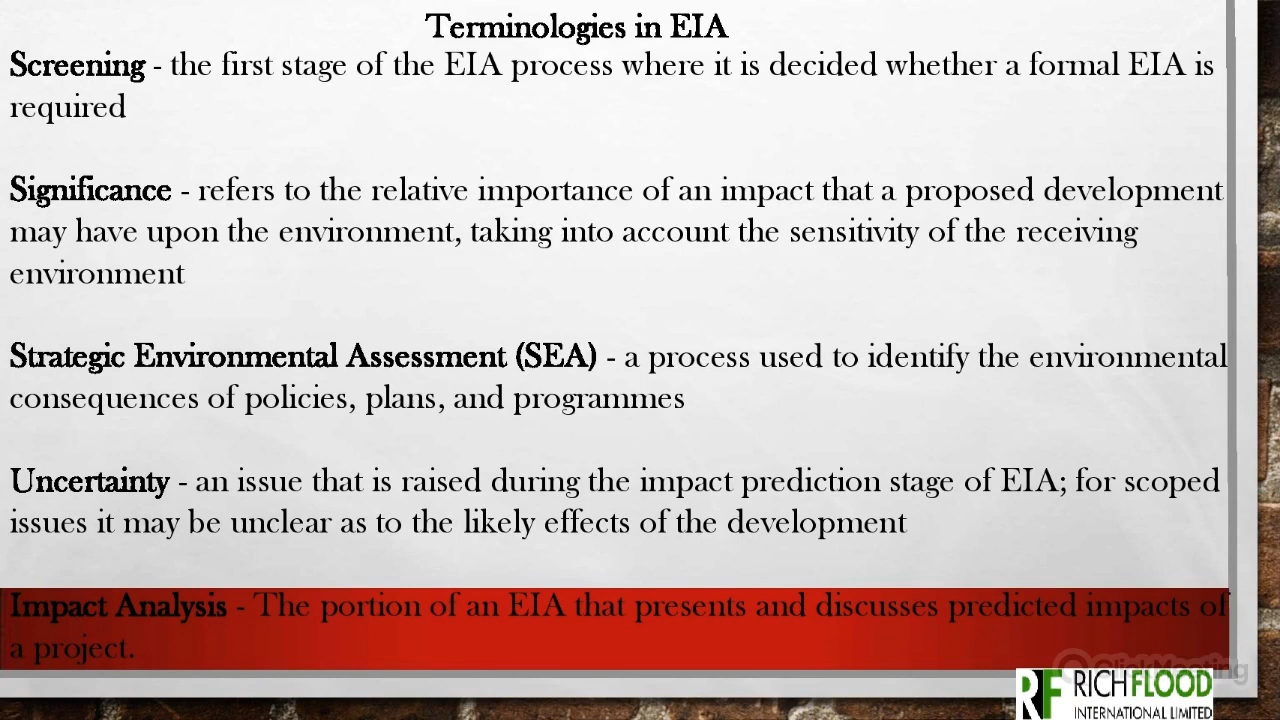 Terminologies in EIA
Screening - the first stage of the EIA process where it is decided whether a formal EIA is
required
Significance - refers to the relative importance of an impact that a proposed development
may have upon the environment, taking into account the sensitivity of the receiving
environment
Strategic Environmental Assessment (SEA) - a process used to identify the environmental
consequences of policies, plans, and programmes
Uncertainty - an issue that is raised during the impact prediction stage of EIA; for scoped
issues it may be unclear as to the likely effects of the development
Impact Analysis - The portion of an EIA that presents and discusses predicted impacts of
a project.
ClickMeeting
RF RICHFLOOD
INTERNATIONAL LIMITED